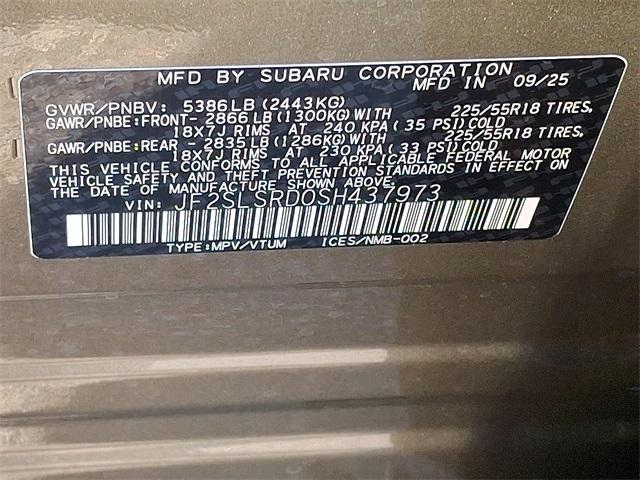 MFD BY SUBARU CORPORATION
MFD IN 09/25
GVWR/PNBV: 5386LB(2443KG)
GAWR/PNBE:FRONT-2866LB(1300KG)WITH 225/55R18 TIRES,
18X7J RIMS AT 240 KPA(35 PSI)COLD
GAWR/PNBE:REAR -2835LB(1286KG)WITH 225/55R18 TIRES,
18X7J RIMS AT 230 KPA(33 PSI)COLD
THIS VEHICLE CONFORMS TO ALL APPLICABLE FEDERAL MOTOR
VEHICLE SAFETY AND THEFT PREVENTION STANDARDS IN EFFECT ON
THE DATE OF MANUFACTURE SHOWN ABOVE.
VIN: JF2SLSRD0SH437973
TYPE:MPV/VTUM ICES/NMB-002